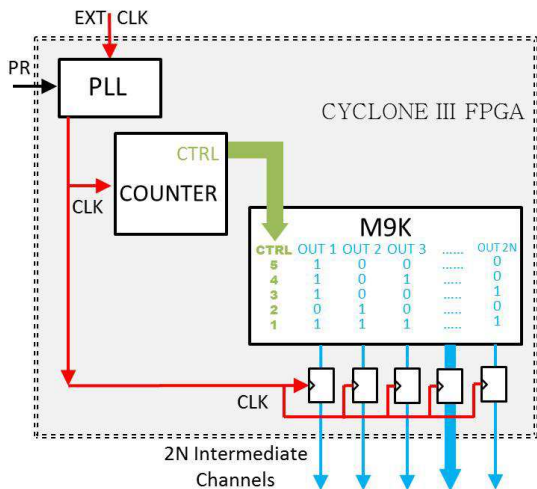 EXT CLK
PR
PLL
CYCLONE III FPGA
CTRL
COUNTER
CLK
M9K
CTRL OUT 1 OUT 2 OUT 3 ...... OUT 2N
5 1 0 0 ...... 0
4 1 0 1 ..... 0
3 1 0 0 ..... 1
2 0 1 0 ..... 0
1 1 1 1 ..... 1
CLK
2N Intermediate
Channels